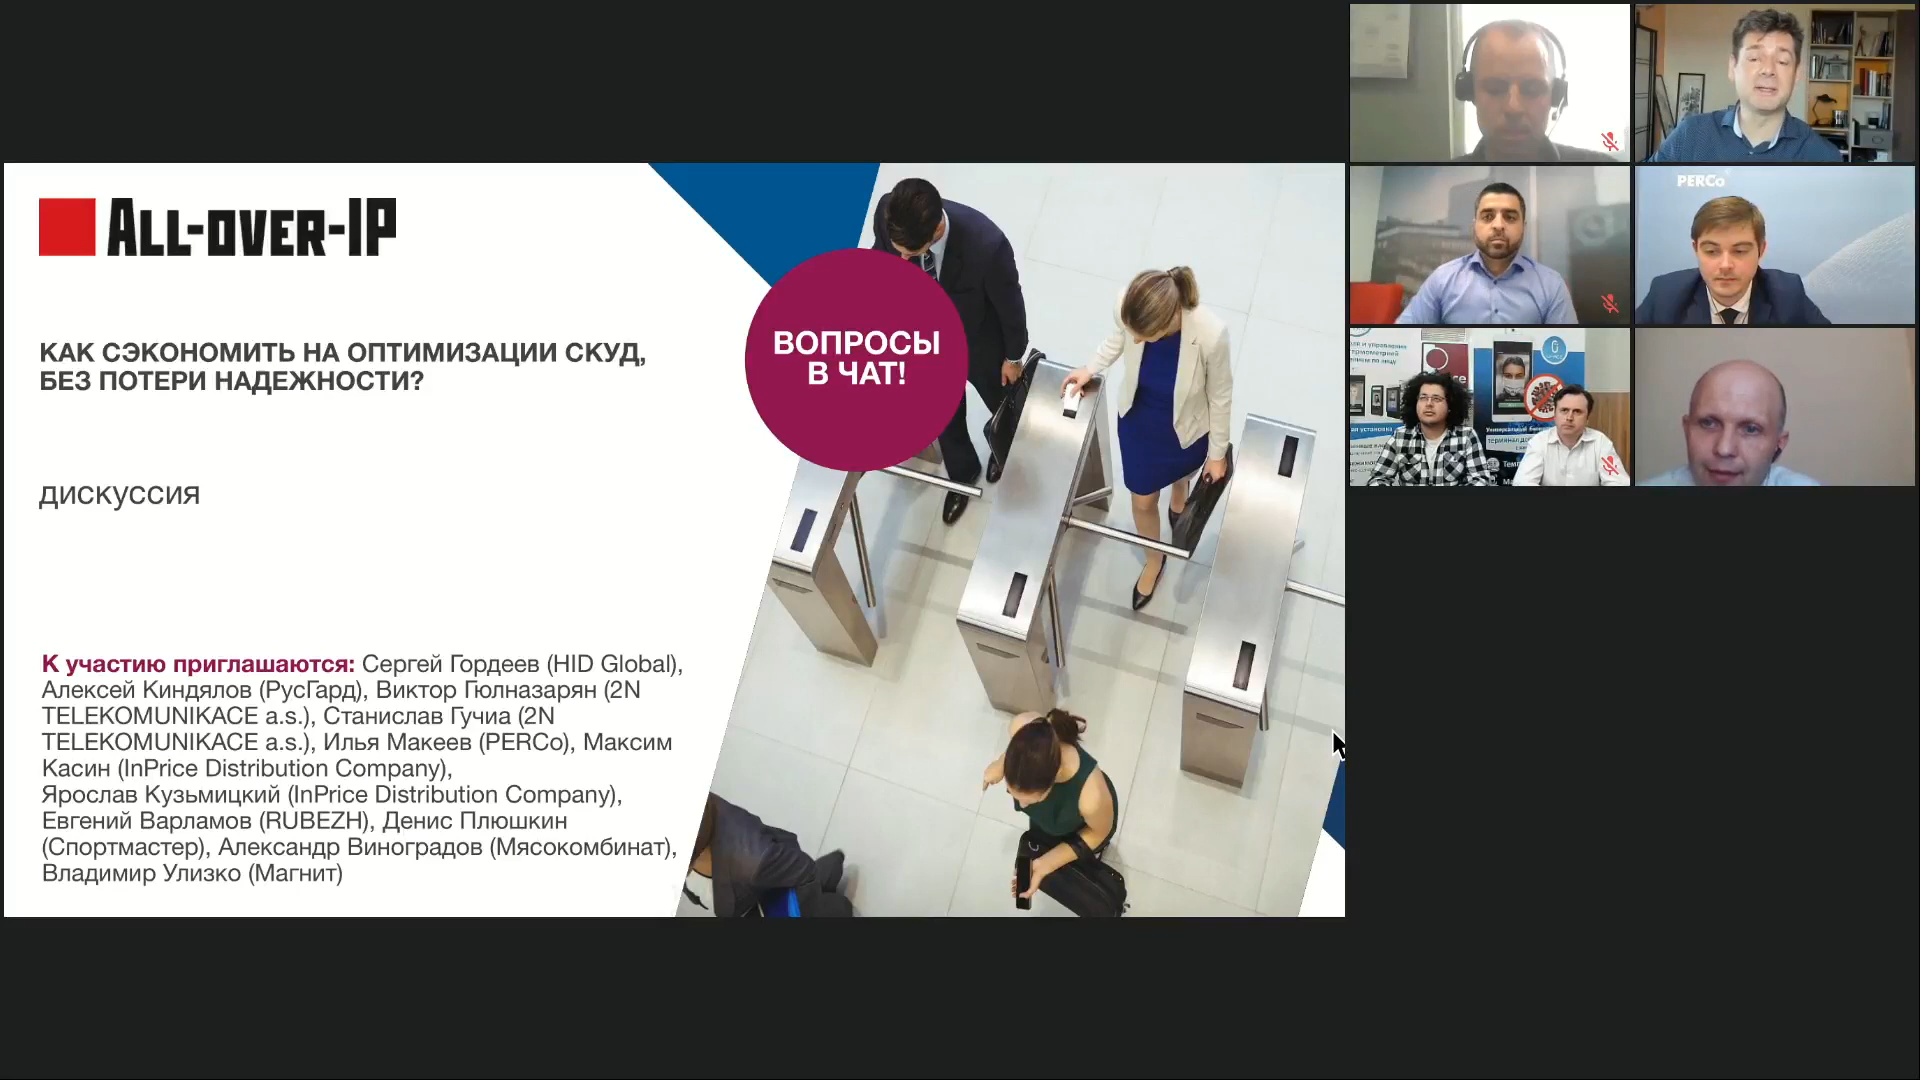 ALL-OVER-IP
КАК СЭКОНОМИТЬ НА ОПТИМИЗАЦИИ СКУД,
БЕЗ ПОТЕРИ НАДЕЖНОСТИ?
ВОПРОСЫ
В ЧАТ!
дискуссия
К участию приглашаются: Сергей Гордеев (HID Global),
Алексей Киндялов (РусГард), Виктор Гюлназарян (2N
TELEKOMUNIKACE a.s.), Станислав Гучиа (2N
TELEKOMUNIKACE a.s.), Илья Макеев (PERCo), Максим
Касин (InPrice Distribution Company),
Ярослав Кузьмицкий (InPrice Distribution Company),
Евгений Варламов (RUBEZH), Денис Плюшкин
(Спортмастер), Александр Виноградов (Мясокомбинат),
Владимир Улизко (Магнит)
PERCo